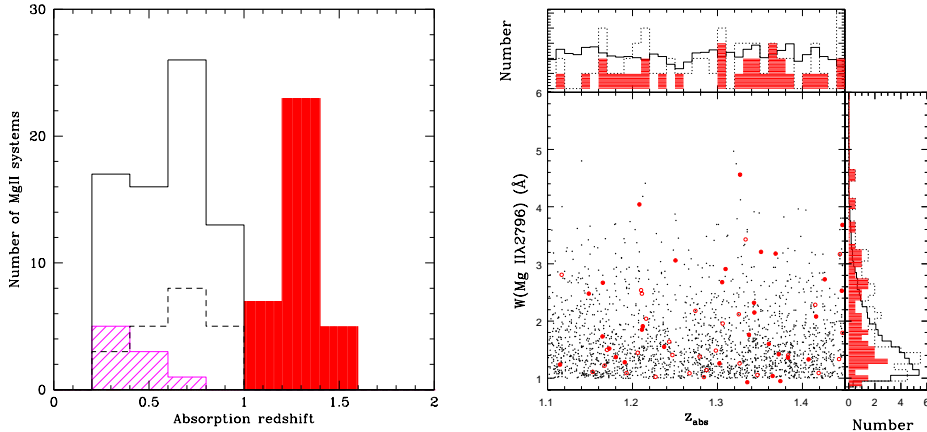 30
20
10
0
Number of MgII systems
0
0.5
1
1.5
2
Absorption redshift
Number
6
5
4
3
2
1
W(Mg IIλ2796) (Å)
1.1
1.2
1.3
1.4
z_abs
0 2 4 6
Number